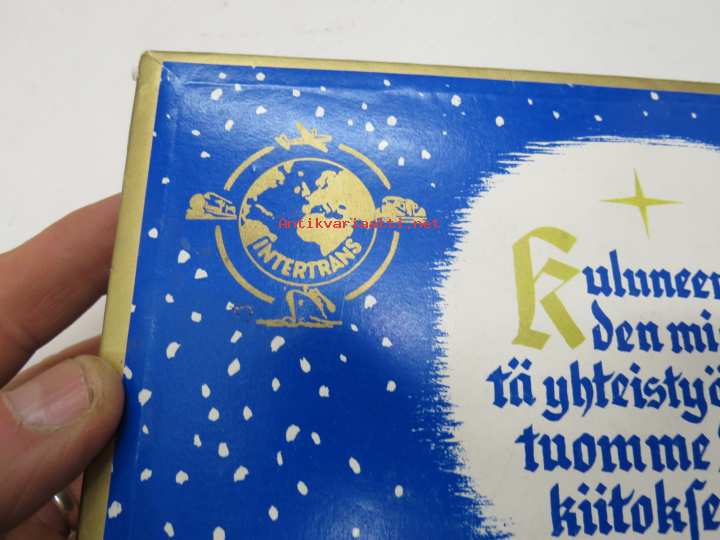 INTERTRANS
Antikvariaatti.net
Kuluneen
den mi
tä yhteistyö
tuomme
kiitokse